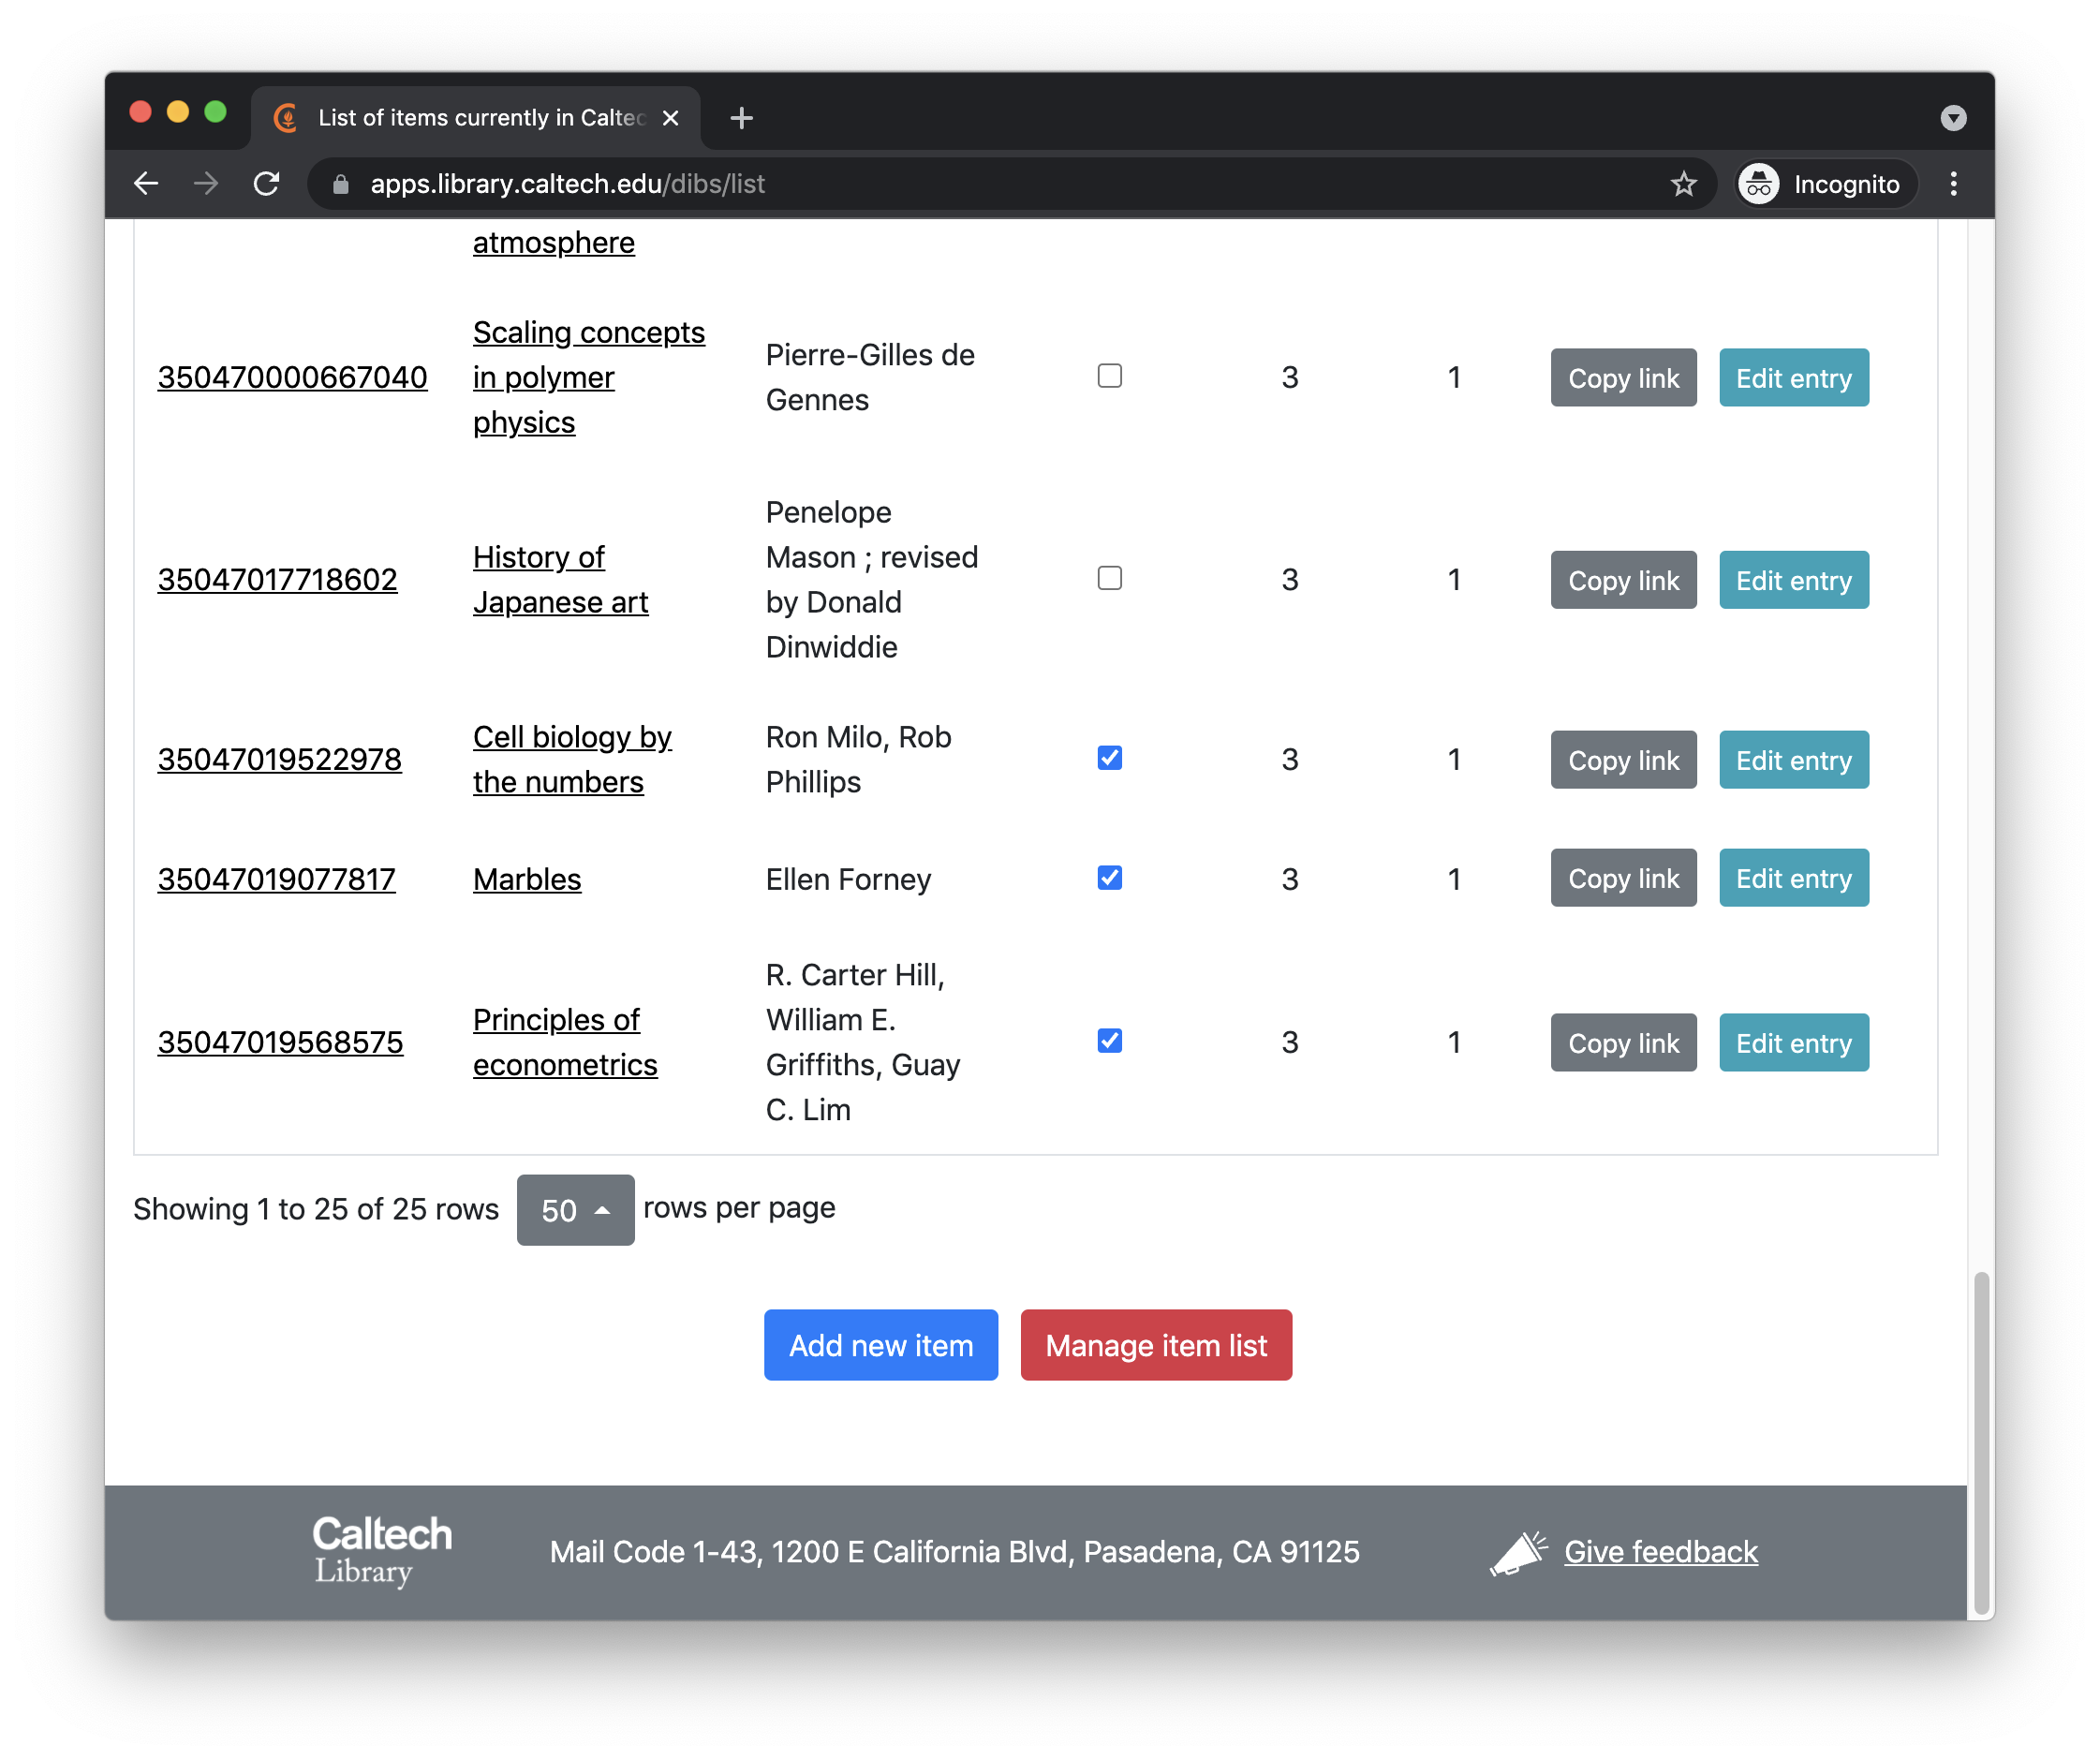 List of items currently in Caltec
apps.library.caltech.edu/dibs/list
Incognito
atmosphere
350470000667040
Scaling concepts
in polymer
physics
Pierre-Gilles de
Gennes
3
1
Copy link
Edit entry
35047017718602
History of
Japanese art
Penelope
Mason ; revised
by Donald
Dinwiddie
3
1
Copy link
Edit entry
35047019522978
Cell biology by
the numbers
Ron Milo, Rob
Phillips
3
1
Copy link
Edit entry
35047019077817
Marbles
Ellen Forney
3
1
Copy link
Edit entry
35047019568575
Principles of
econometrics
R. Carter Hill,
William E.
Griffiths, Guay
C. Lim
3
1
Copy link
Edit entry
Showing 1 to 25 of 25 rows 50 rows per page
Add new item
Manage item list
Caltech
Library
Mail Code 1-43, 1200 E California Blvd, Pasadena, CA 91125
Give feedback